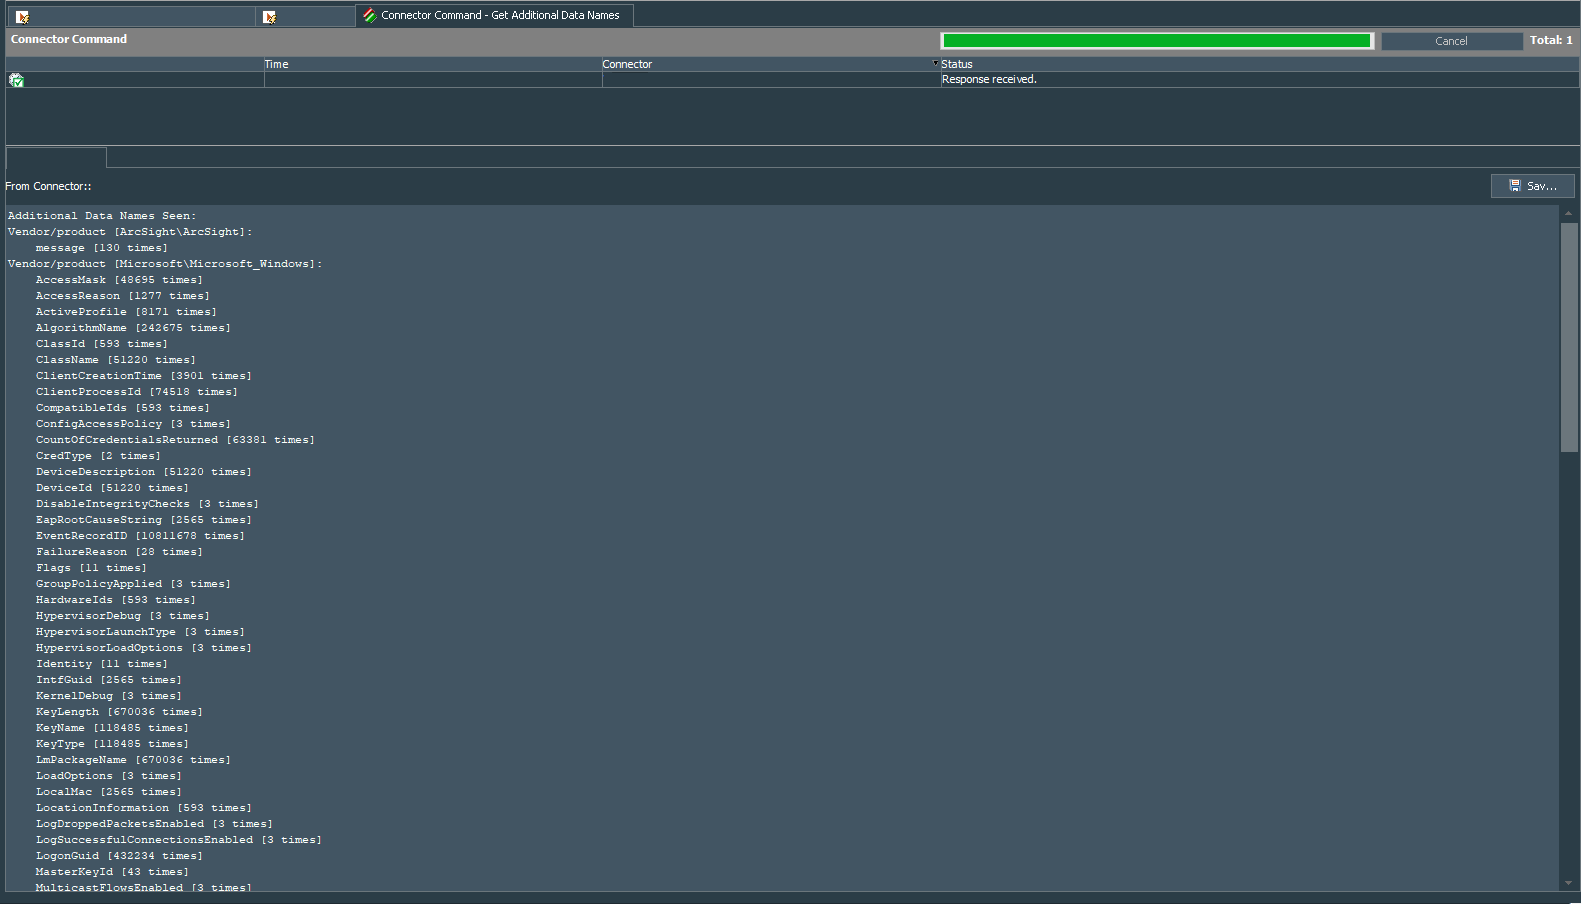 Connector Command - Get Additional Data Names
Connector Command
Cancel
Total: 1
Time
Connector
Status
Response received.
From Connector::
Sav...
Additional Data Names Seen:
Vendor/product [ArcSight\ArcSight]:
message [130 times]
Vendor/product [Microsoft\Microsoft_Windows]:
AccessMask [48695 times]
AccessReason [1277 times]
ActiveProfile [8171 times]
AlgorithmName [242675 times]
ClassId [593 times]
ClassName [51220 times]
ClientCreationTime [3901 times]
ClientProcessId [74518 times]
CompatibleIds [593 times]
ConfigAccessPolicy [3 times]
CountOfCredentialsReturned [63381 times]
CredType [2 times]
DeviceDescription [51220 times]
DeviceId [51220 times]
DisableIntegrityChecks [3 times]
EapRootCauseString [2565 times]
EventRecordID [10811678 times]
FailureReason [28 times]
Flags [11 times]
GroupPolicyApplied [3 times]
HardwareIds [593 times]
HypervisorDebug [3 times]
HypervisorLaunchType [3 times]
HypervisorLoadOptions [3 times]
Identity [11 times]
IntfGuid [2565 times]
KernelDebug [3 times]
KeyLength [670036 times]
KeyName [118485 times]
KeyType [118485 times]
LmPackageName [670036 times]
LoadOptions [3 times]
LocalMac [2565 times]
LocationInformation [593 times]
LogDroppedPacketsEnabled [3 times]
LogSuccessfulConnectionsEnabled [3 times]
LogonGuid [432234 times]
MasterKeyId [43 times]
MulticastFlowsEnabled [3 times]